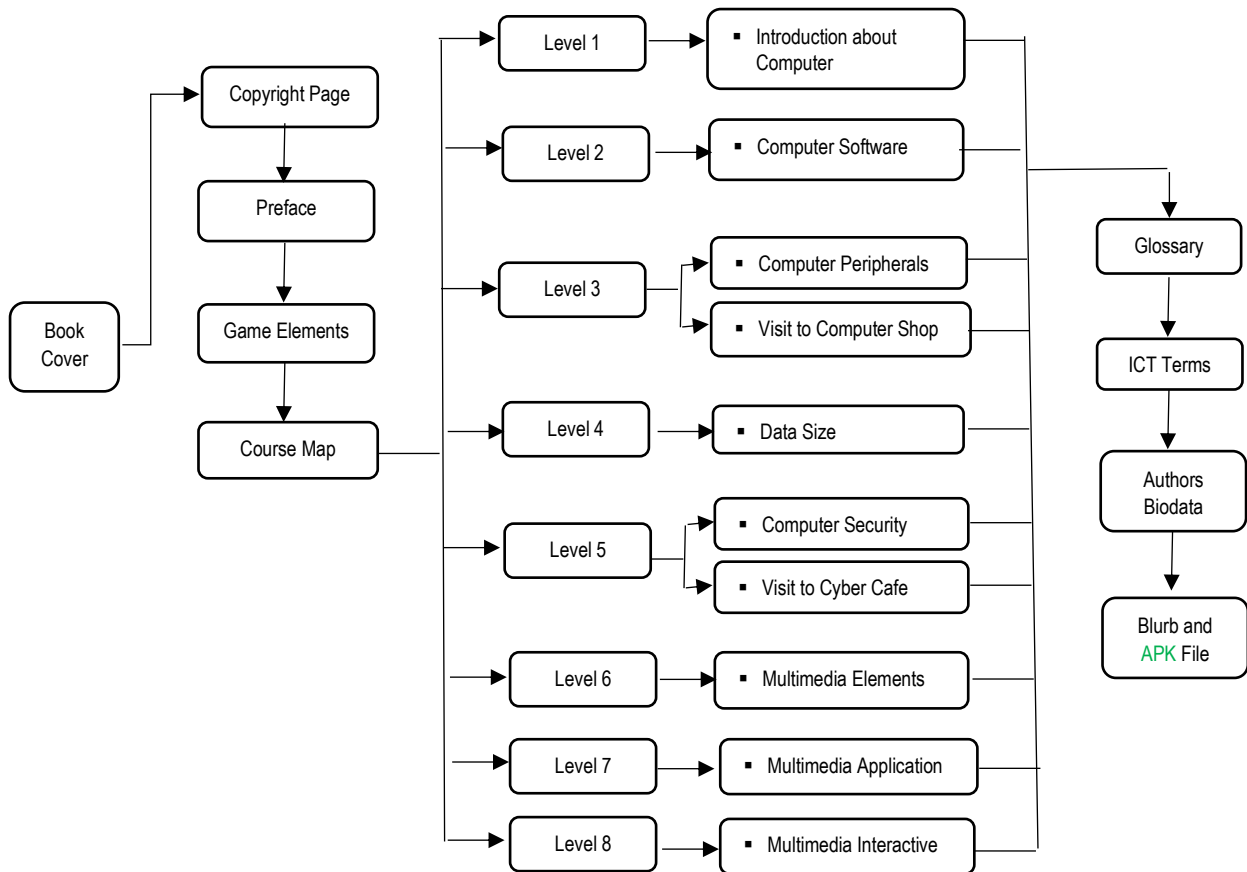 Book
Cover
Copyright Page
Preface
Game Elements
Course Map
Level 1
▪ Introduction about
Computer
Level 2
▪ Computer Software
Level 3
▪ Computer Peripherals
▪ Visit to Computer Shop
Level 4
▪ Data Size
Level 5
▪ Computer Security
▪ Visit to Cyber Cafe
Level 6
▪ Multimedia Elements
Level 7
▪ Multimedia Application
Level 8
▪ Multimedia Interactive
Glossary
ICT Terms
Authors
Biodata
Blurb and
APK File